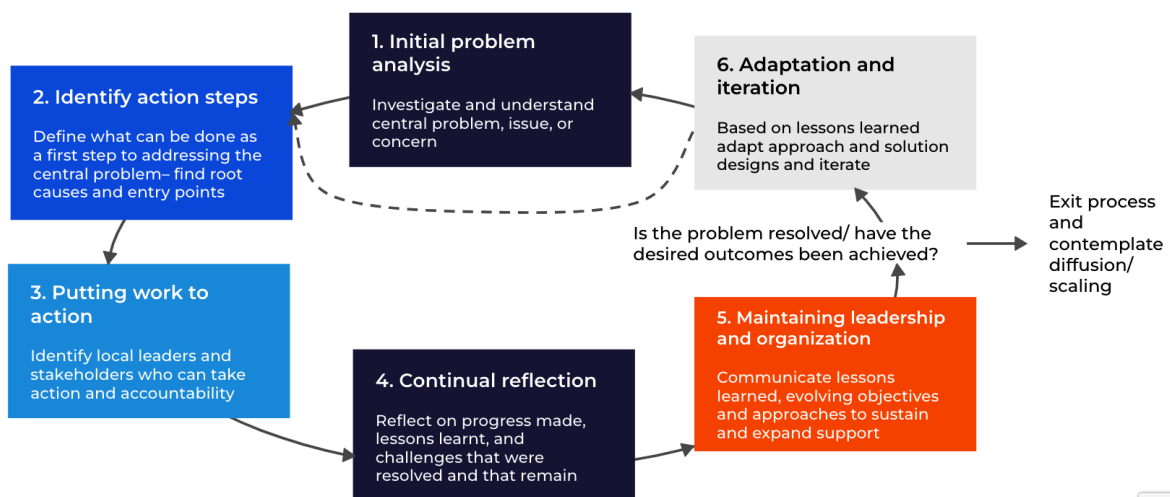 1. Initial problem
analysis
Investigate and understand
central problem, issue, or
concern
2. Identify action steps
Define what can be done as
a first step to addressing the
central problem– find root
causes and entry points
3. Putting work to
action
Identify local leaders and
stakeholders who can take
action and accountability
4. Continual reflection
Reflect on progress made,
lessons learnt, and
challenges that were
resolved and that remain
5. Maintaining leadership
and organization
Communicate lessons
learned, evolving objectives
and approaches to sustain
and expand support
Is the problem resolved/ have the
desired outcomes been achieved?
6. Adaptation and
iteration
Based on lessons learned
adapt approach and solution
designs and iterate
Exit process
and
contemplate
diffusion/
scaling